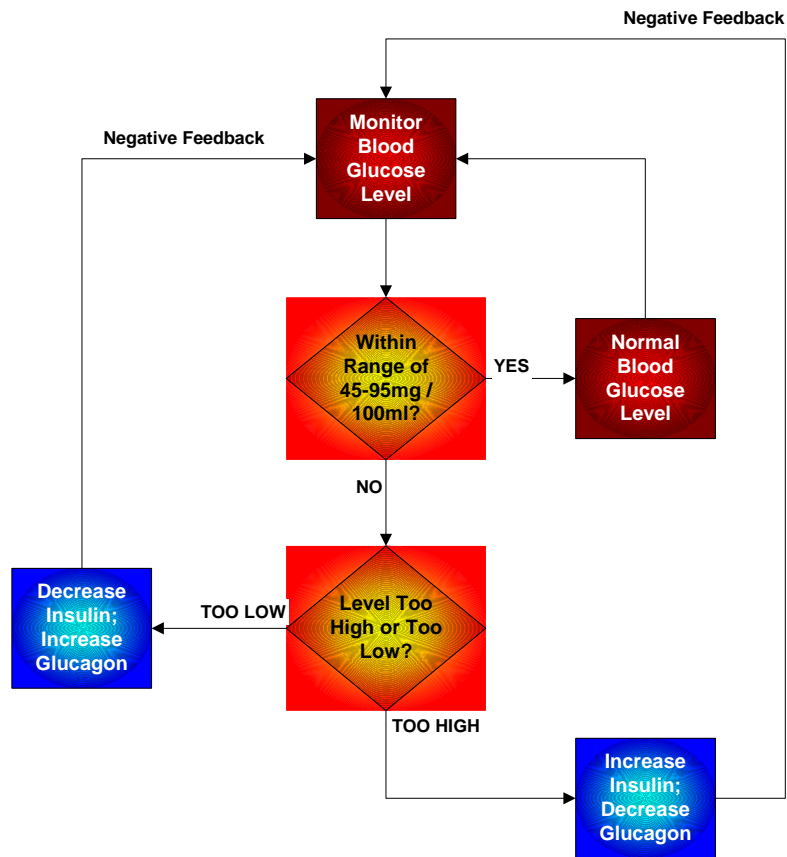 Negative Feedback
Monitor
Blood
Glucose
Level
Negative Feedback
Within
Range of
45-95mg /
100ml?
YES
Normal
Blood
Glucose
Level
NO
Level Too
High or Too
Low?
TOO LOW
Decrease
Insulin;
Increase
Glucagon
TOO HIGH
Increase
Insulin;
Decrease
Glucagon